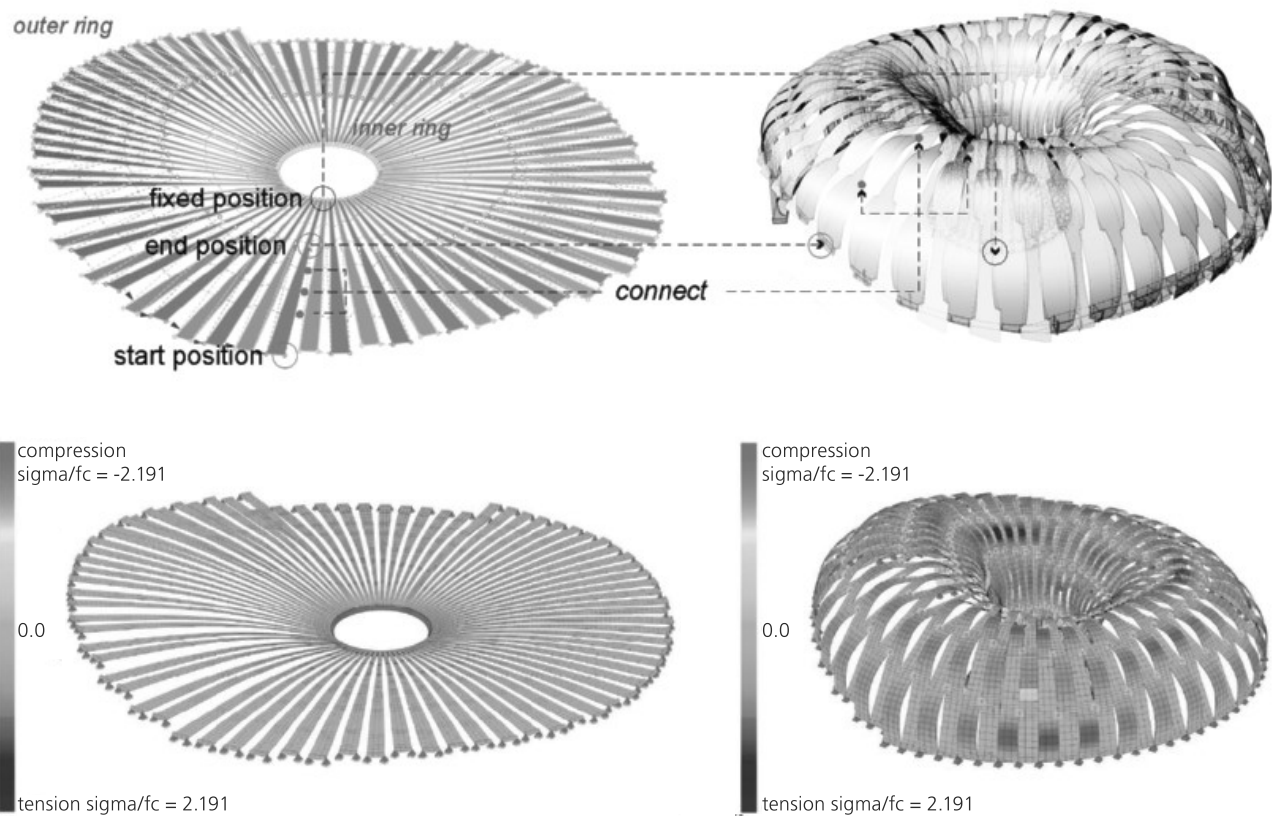 outer ring
inner ring
fixed position
end position
connect
start position
compression
sigma/fc = -2.191
0.0
tension sigma/fc = 2.191
compression
sigma/fc = -2.191
0.0
tension sigma/fc = 2.191